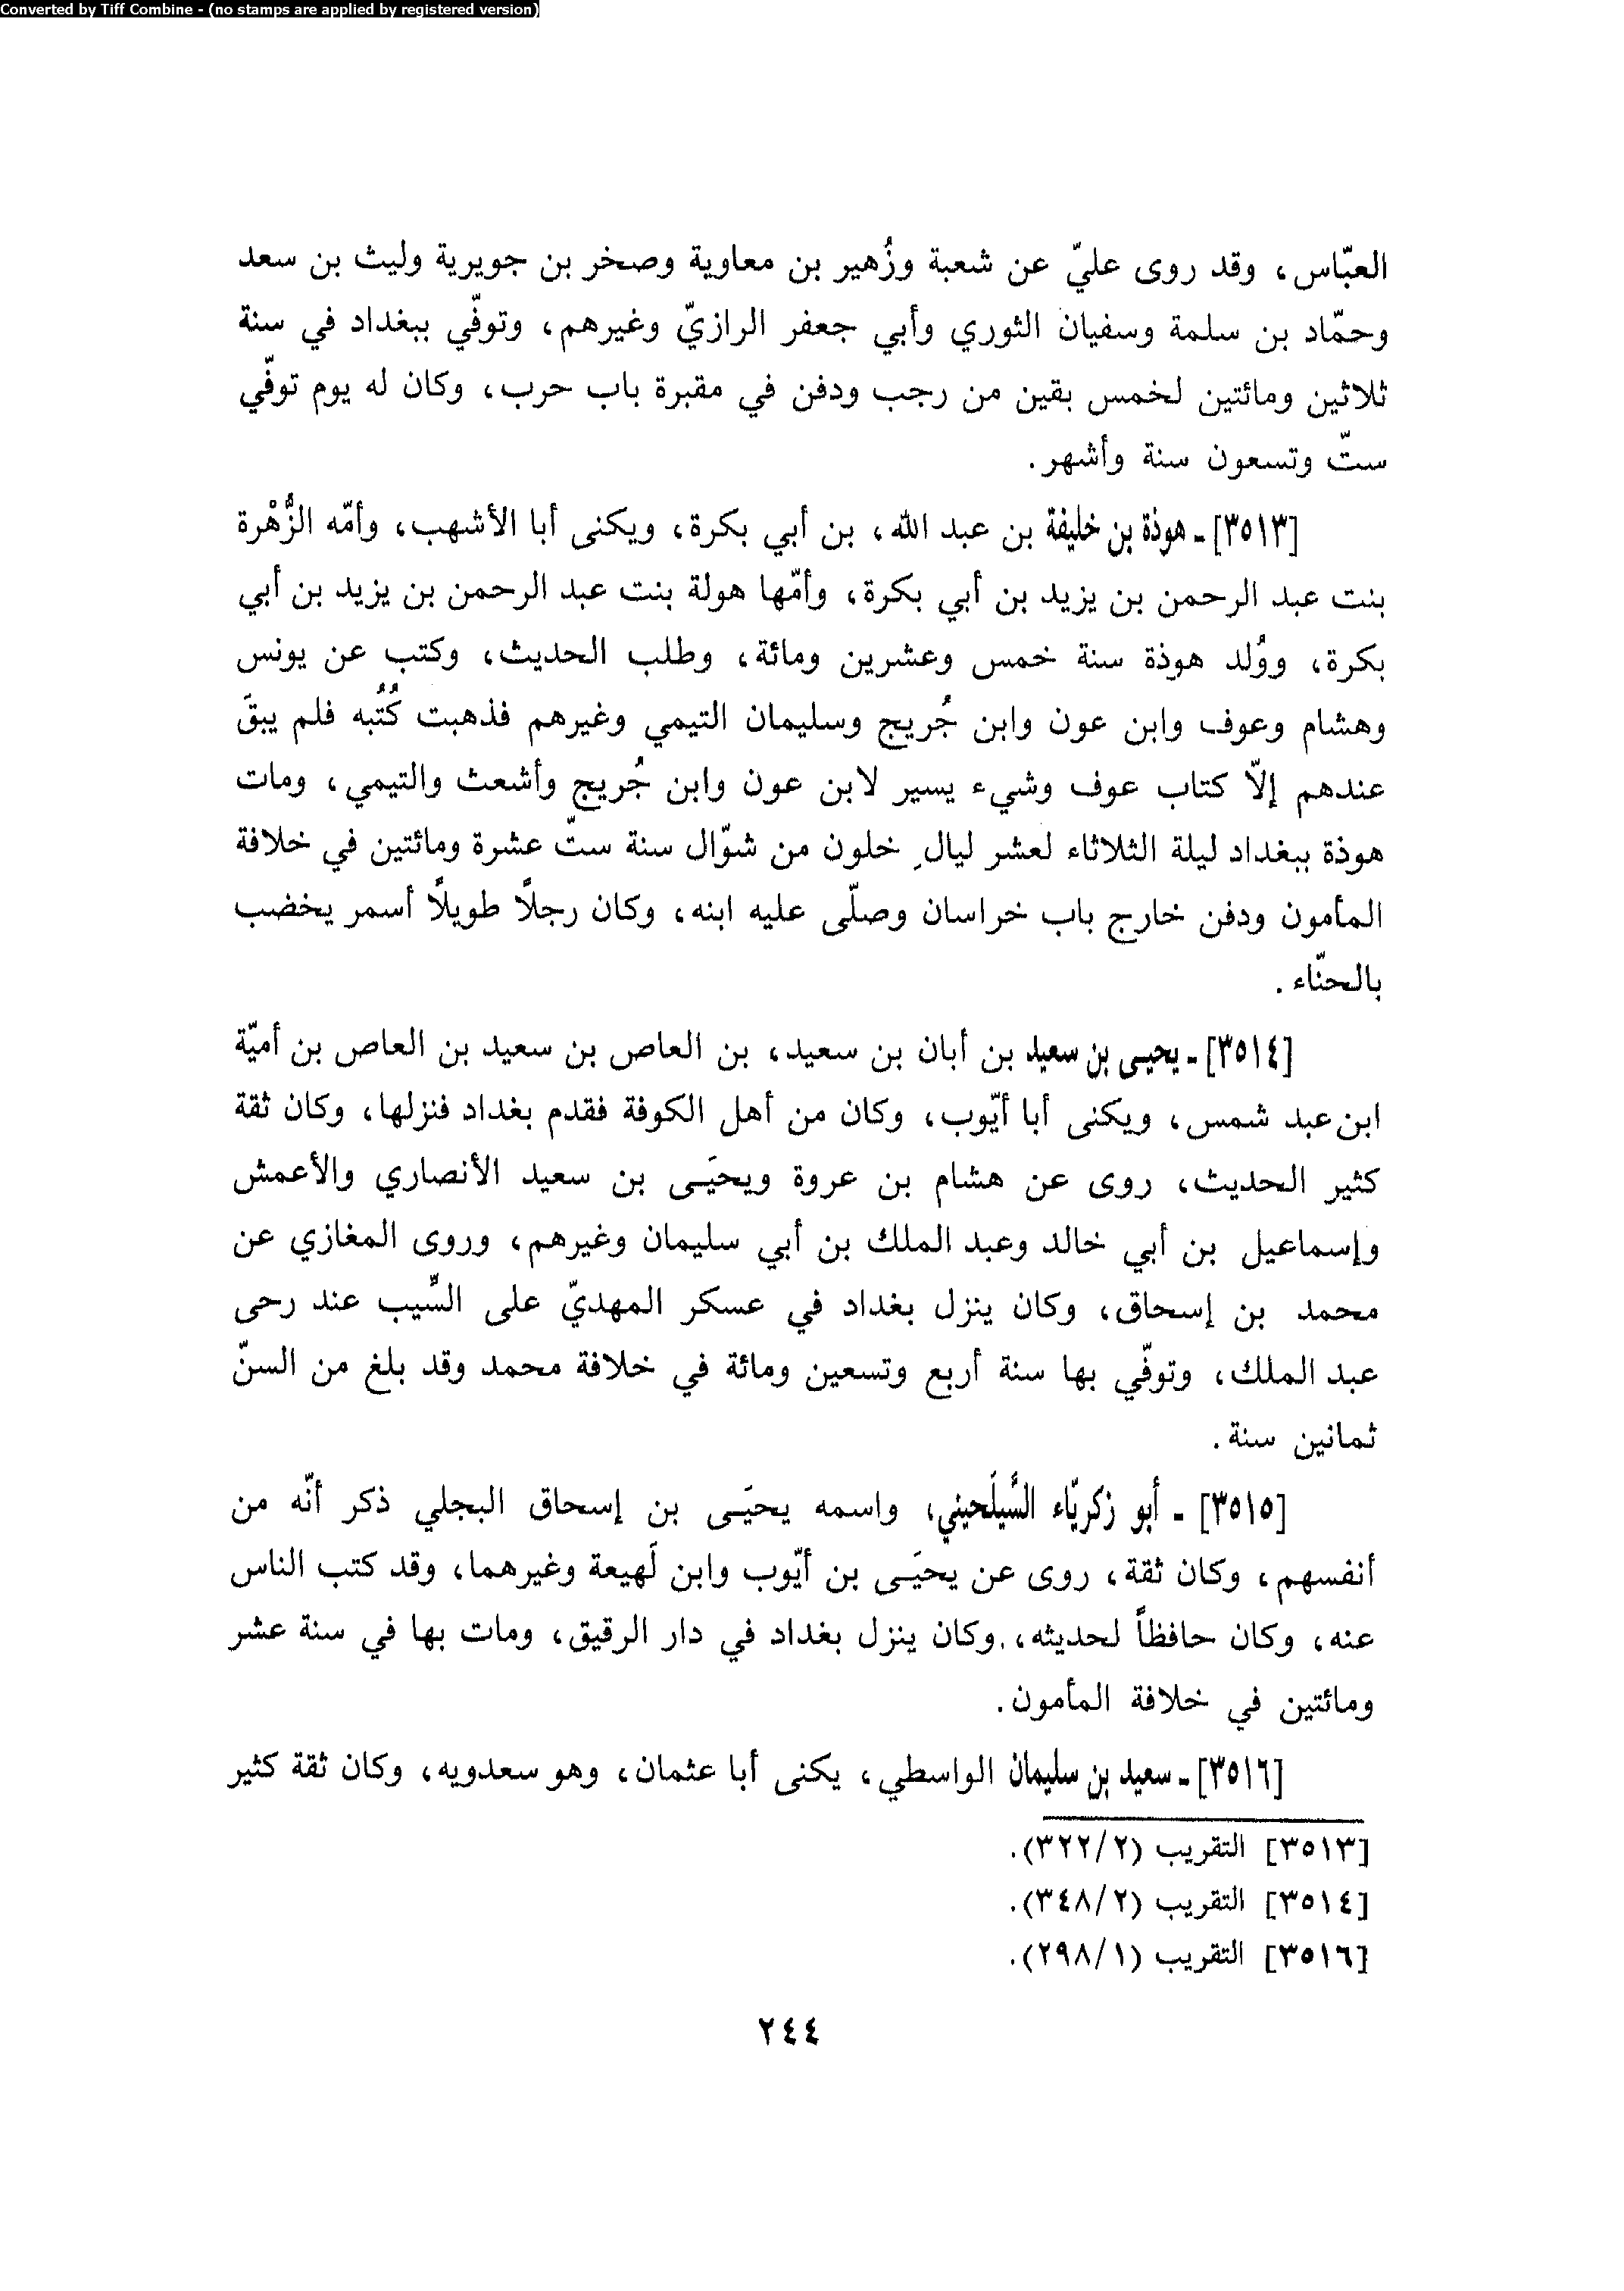 Converted by Tiff Combine - (no stamps are applied by registered version)
العبّاس، وقد روى عليّ عن شعبة وزُهير بن معاوية وصخر بن جويرية وليث بن سعد
وحمّاد بن سلمة وسفيان الثوري وأبي جعفر الرازيّ وغيرهم، وتوفّي ببغداد في سنة
ثلاثين ومائتين لخمس بقين من رجب ودفن في مقبرة باب حرب، وكان له يوم توفّي
ستّ وتسعون سنة وأشهر.
[٣٥١٣] ـ هوذة بن خليفة بن عبد الله، بن أبي بكرة، ويكنى أبا الأشهب، وأمّه الزُّهْرة
بنت عبد الرحمن بن يزيد بن أبي بكرة، وأمّها هولة بنت عبد الرحمن بن يزيد بن أبي
بكرة، ووُلد هوذة سنة خمس وعشرين ومائة، وطلب الحديث، وكتب عن يونس
وهشام وعوف وابن عون وابن جُريج وسليمان التيمي وغيرهم فذهبت كُتُبه فلم يبقَ
عندهم إلّا كتاب عوف وشيء يسير لابن عون وابن جُريج وأشعث والتيمي، ومات
هوذة ببغداد ليلة الثلاثاء لعشر ليالٍ خلون من شوّال سنة ستّ عشرة ومائتين في خلافة
المأمون ودفن خارج باب خراسان وصلّى عليه ابنه، وكان رجلاً طويلاً أسمر يخضب
بالحنّاء.
[٣٥١٤] ـ يحيى بن سعيد بن أبان بن سعيد، بن العاص بن سعيد بن العاص بن أميّة
ابن عبد شمس، ويكنى أبا أيّوب، وكان من أهل الكوفة فقدم بغداد فنزلها، وكان ثقة
كثير الحديث، روى عن هشام بن عروة ويحيَى بن سعيد الأنصاري والأعمش
وإسماعيل بن أبي خالد وعبد الملك بن أبي سليمان وغيرهم، وروى المغازي عن
محمد بن إسحاق، وكان ينزل بغداد في عسكر المهديّ على السِّيب عند رحى
عبد الملك، وتوفّي بها سنة أربع وتسعين ومائة في خلافة محمد وقد بلغ من السنّ
ثمانين سنة.
[٣٥١٥] ـ أبو زكريّاء السَّيلَحيني، واسمه يحيَى بن إسحاق البجلي ذكر أنّه من
أنفسهم، وكان ثقة، روى عن يحيَى بن أيّوب وابن لَهيعة وغيرهما، وقد كتب الناس
عنه، وكان حافظاً لحديثه، وكان ينزل بغداد في دار الرقيق، ومات بها في سنة عشر
ومائتين في خلافة المأمون.
[٣٥١٦] ـ سعيد بن سليمان الواسطي، يكنى أبا عثمان، وهو سعدويه، وكان ثقة كثير
[٣٥١٣] التقريب (٣٢٢/٢).
[٣٥١٤] التقريب (٣٤٨/٢).
[٣٥١٦] التقريب (٢٩٨/١).
٢٤٤